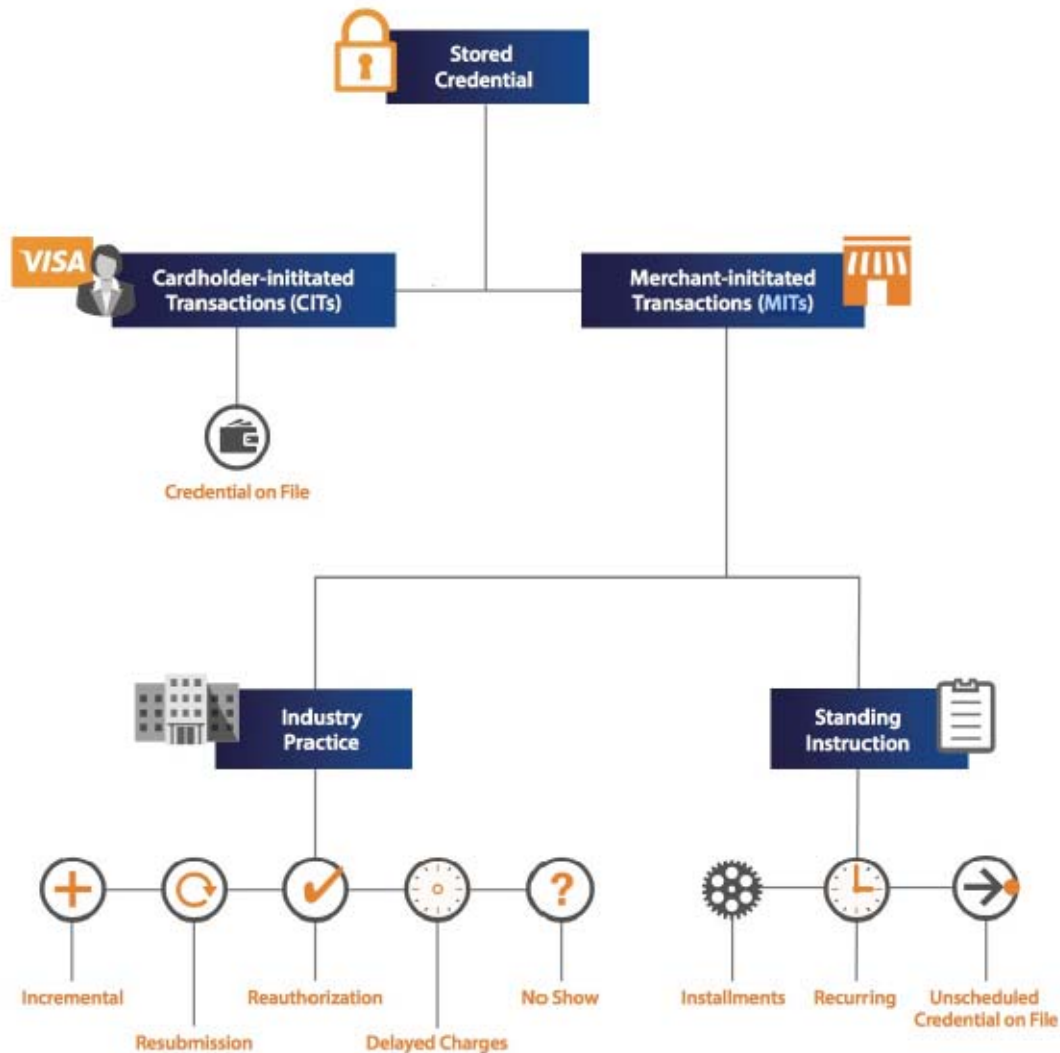 Stored
Credential
VISA
Cardholder-inititated
Transactions (CITs)
Merchant-inititated
Transactions (MITs)
Credential on File
Industry
Practice
Standing
Instruction
?
Incremental
Reauthorization
No Show
Installments
Recurring
Unscheduled
Credential on File
Resubmission
Delayed Charges